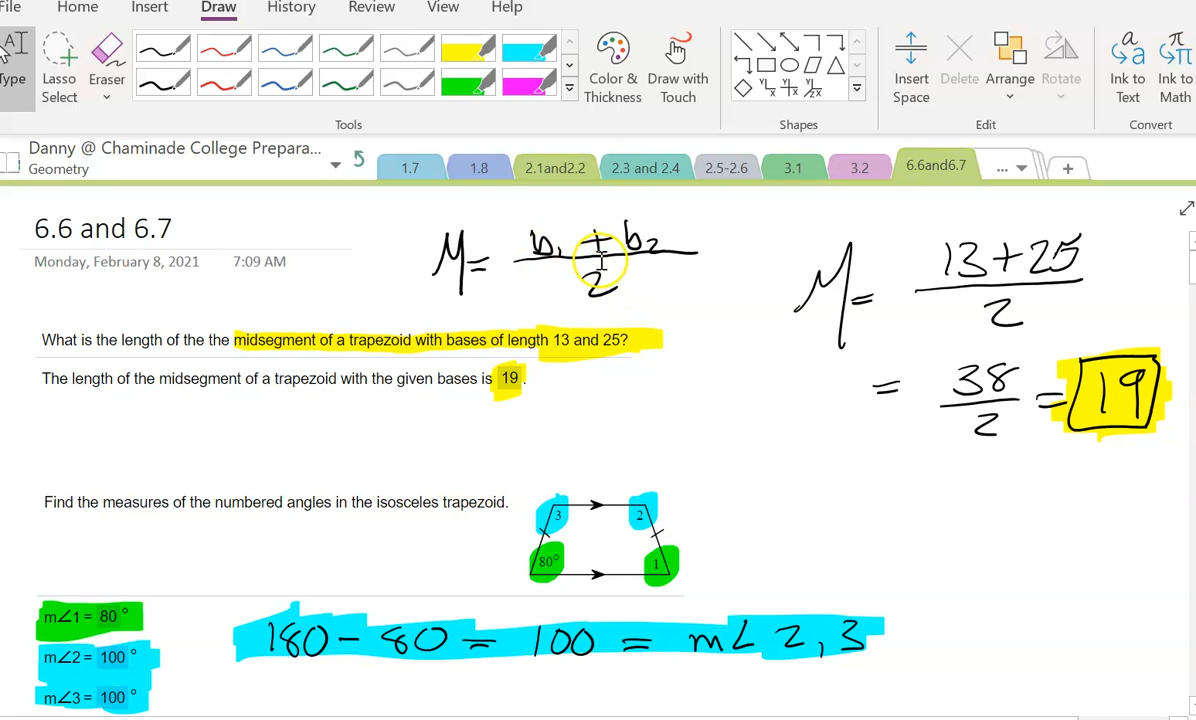 File Home Insert Draw History Review View Help
Type Lasso Select Eraser Color & Thickness Draw with Touch Insert Space Delete Arrange Rotate Ink to Text Ink to Math
Tools Shapes Edit Convert
Danny @ Chaminade College Prepara...
Geometry
1.7 1.8 2.1and2.2 2.3 and 2.4 2.5-2.6 3.1 3.2 6.6and6.7 ... +
6.6 and 6.7
Monday, February 8, 2021 7:09 AM
M = b₁ + b₂ / 2
M = 13+25 / 2
What is the length of the the midsegment of a trapezoid with bases of length 13 and 25?
The length of the midsegment of a trapezoid with the given bases is 19 .
= 38 / 2 = 19
Find the measures of the numbered angles in the isosceles trapezoid.
3 2
80° 1
m∠1 = 80 °
180 - 80 = 100 = m∠ 2, 3
m∠2 = 100 °
m∠3 = 100 °